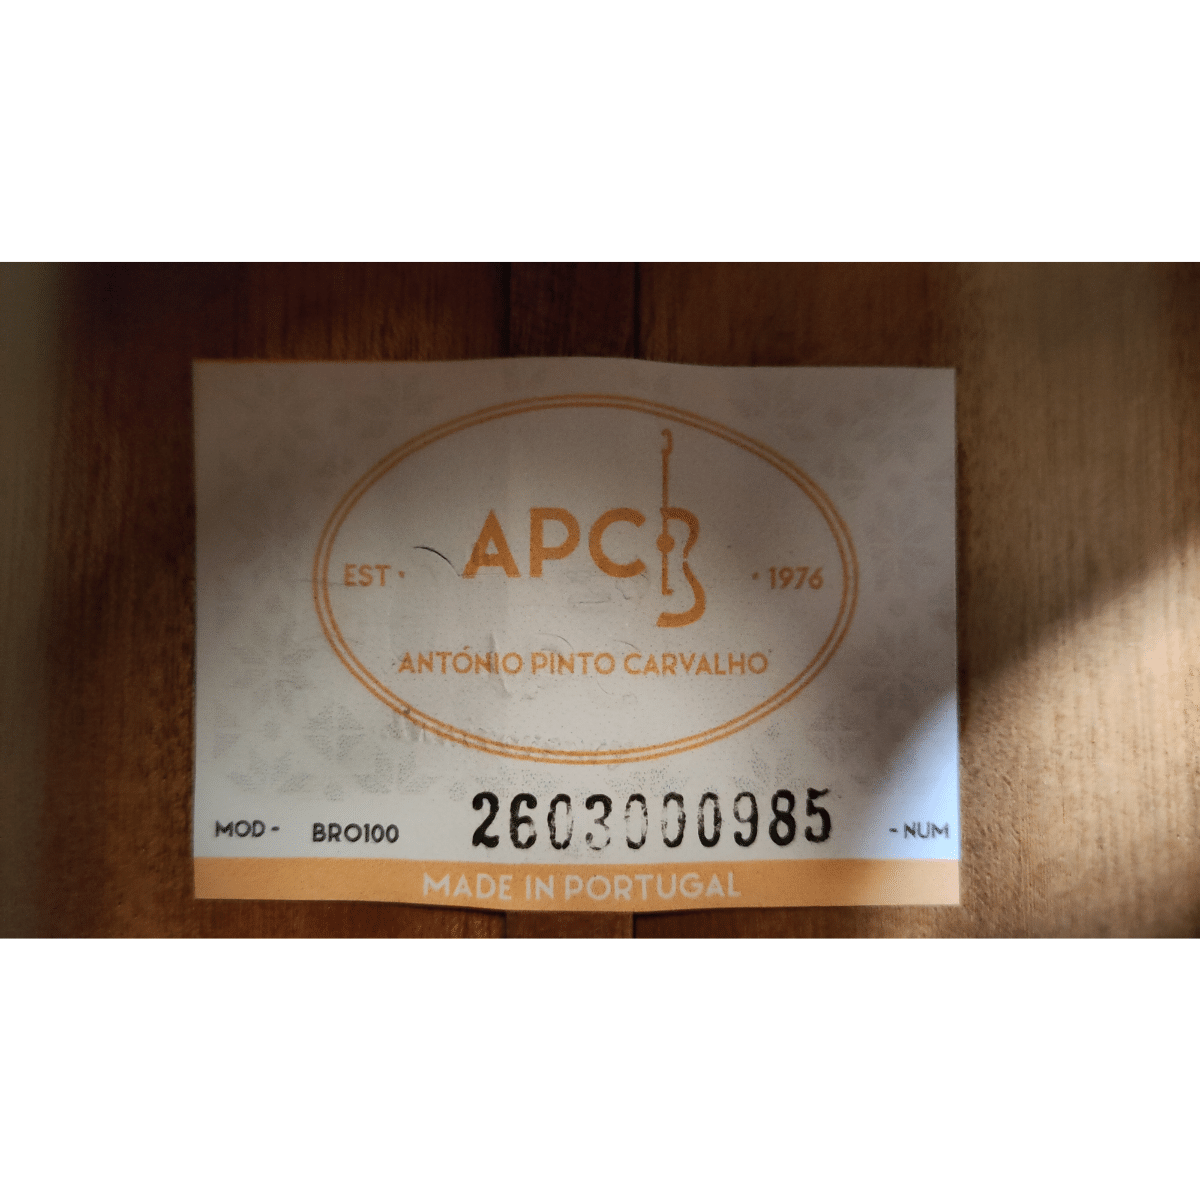 APC
EST · · 1976
ANTÓNIO PINTO CARVALHO
MOD - BRO100 2603000985 - NUM
MADE IN PORTUGAL